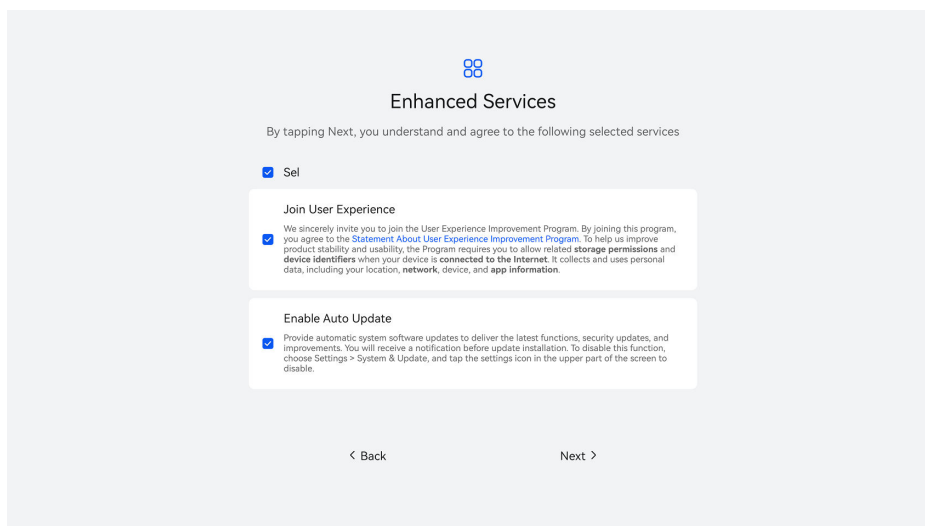 Enhanced Services
By tapping Next, you understand and agree to the following selected services
Sel
Join User Experience
We sincerely invite you to join the User Experience Improvement Program. By joining this program,
you agree to the Statement About User Experience Improvement Program. To help us improve
product stability and usability, the Program requires you to allow related storage permissions and
device identifiers when your device is connected to the Internet. It collects and uses personal
data, including your location, network, device, and app information.
Enable Auto Update
Provide automatic system software updates to deliver the latest functions, security updates, and
improvements. You will receive a notification before update installation. To disable this function,
choose Settings > System & Update, and tap the settings icon in the upper part of the screen to
disable.
< Back
Next >